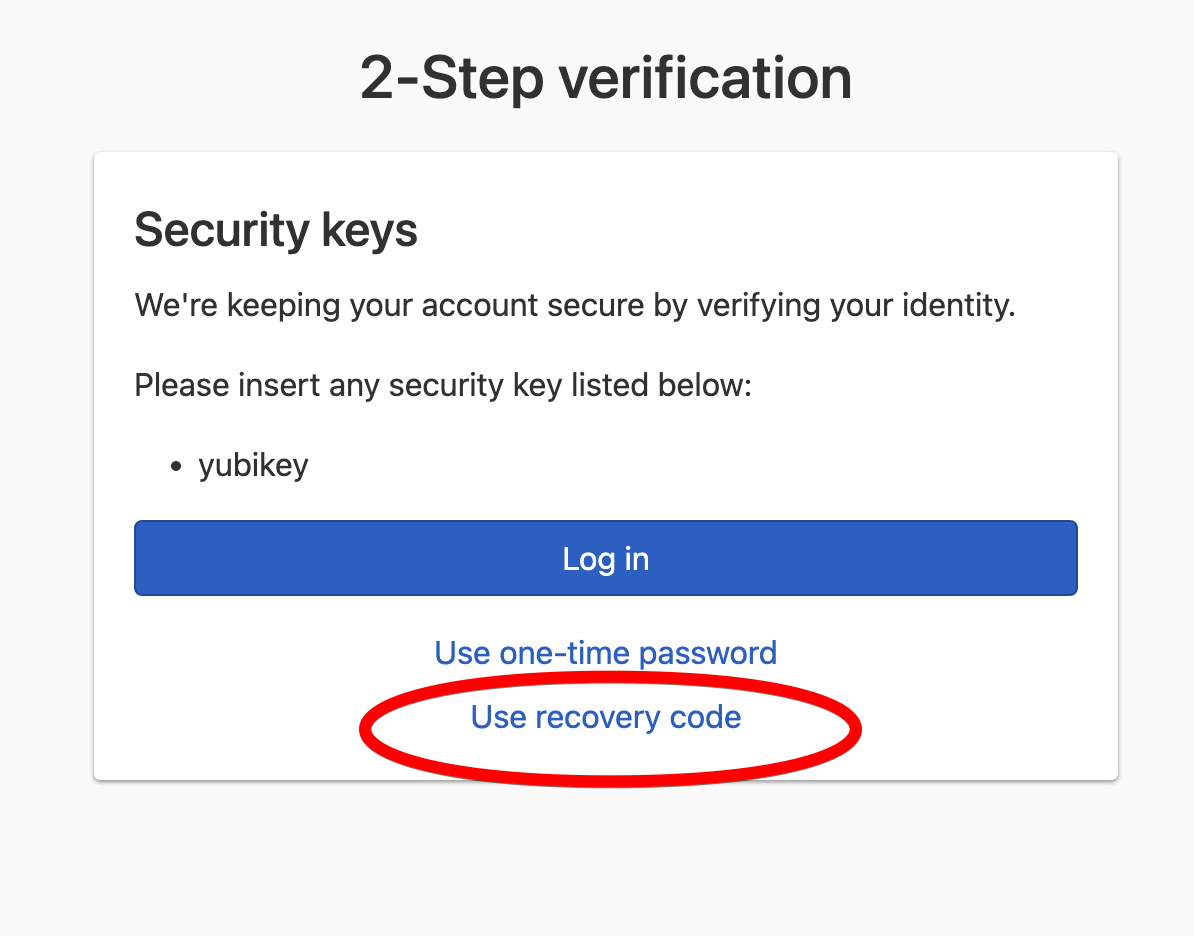 2-Step verification
Security keys
We're keeping your account secure by verifying your identity.
Please insert any security key listed below:
• yubikey
Log in
Use one-time password
Use recovery code